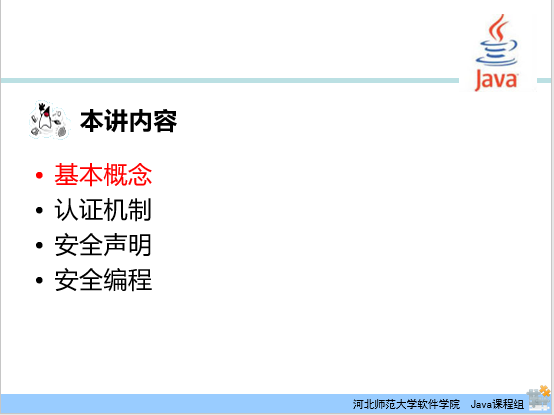 Java
本讲内容
• 基本概念
• 认证机制
• 安全声明
• 安全编程
河北师范大学软件学院 Java课程组